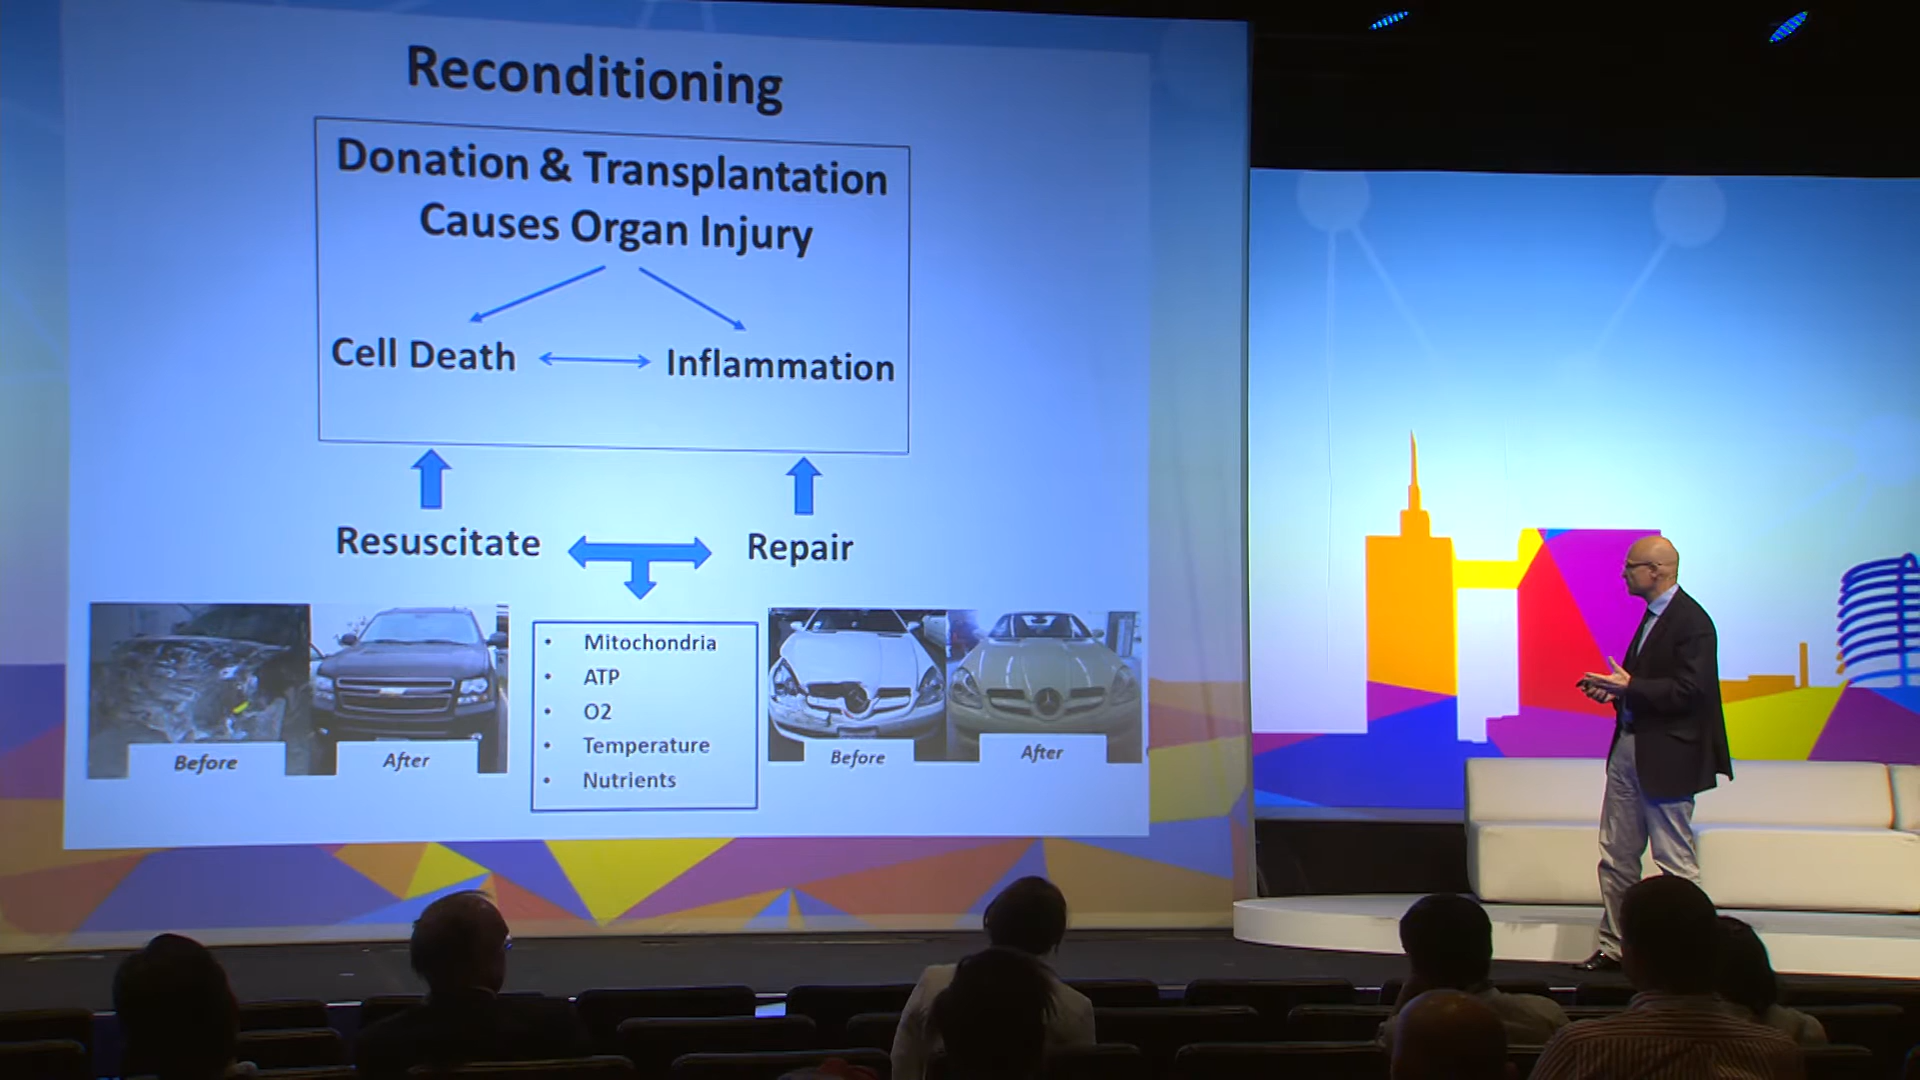 Reconditioning
Donation & Transplantation
Causes Organ Injury
Cell Death
Inflammation
Resuscitate
Repair
Before
After
• Mitochondria
• ATP
• O2
• Temperature
• Nutrients
Before
After